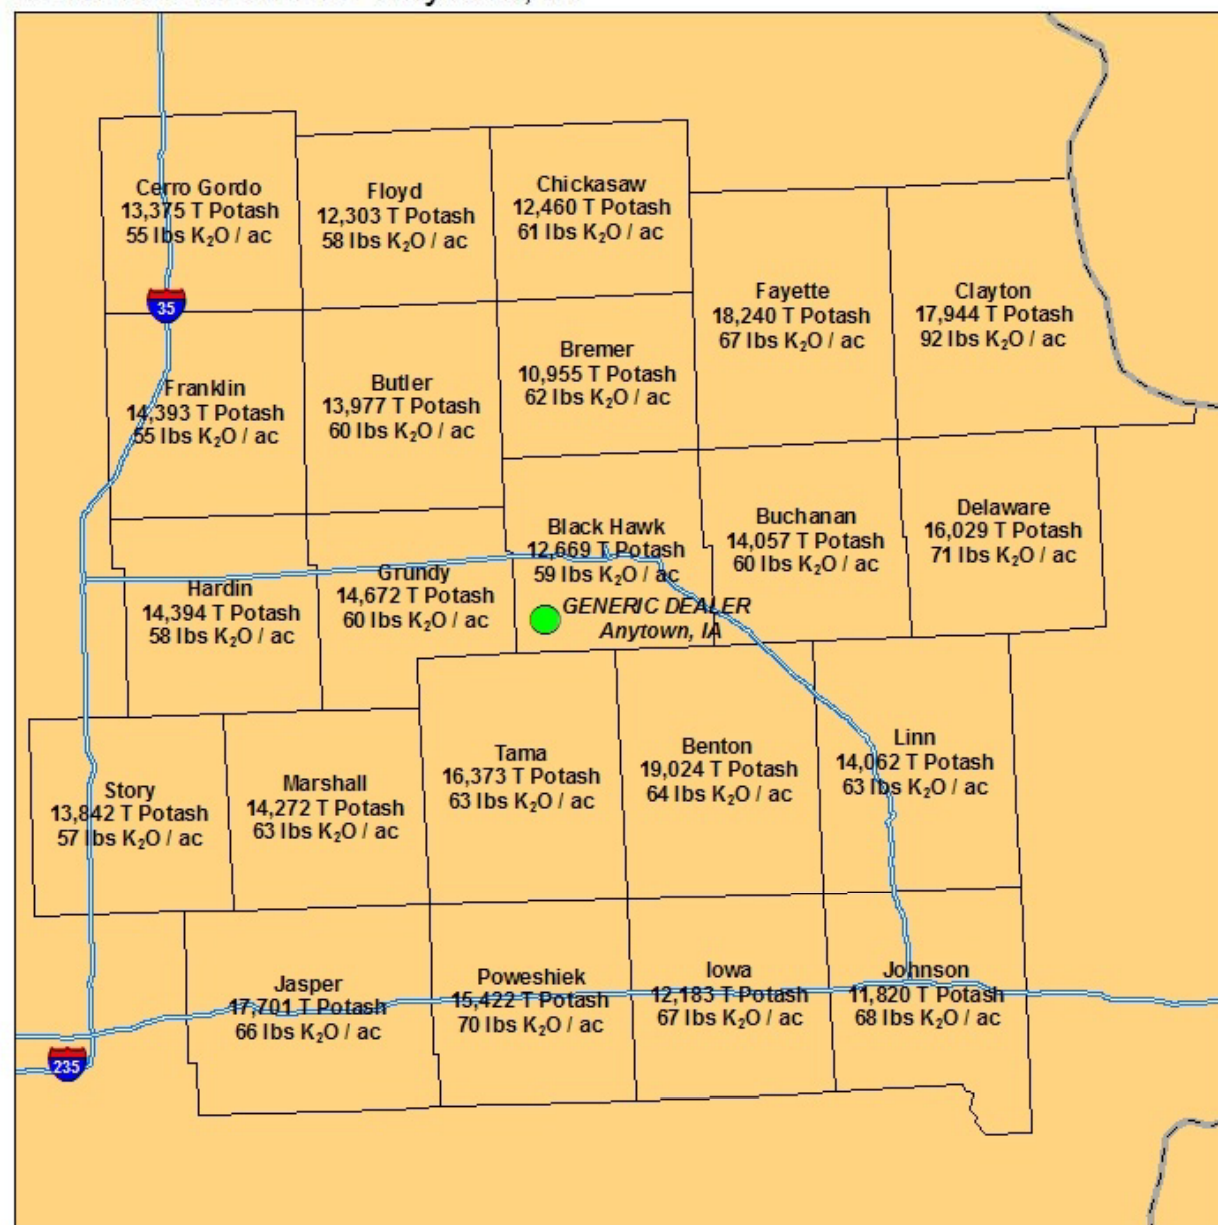 Cerro Gordo
13,375 T Potash
55 lbs K₂O / ac
Floyd
12,303 T Potash
58 lbs K₂O / ac
Chickasaw
12,460 T Potash
61 lbs K₂O / ac
Fayette
18,240 T Potash
67 lbs K₂O / ac
Clayton
17,944 T Potash
92 lbs K₂O / ac
35
Franklin
14,393 T Potash
55 lbs K₂O / ac
Butler
13,977 T Potash
60 lbs K₂O / ac
Bremer
10,955 T Potash
62 lbs K₂O / ac
Hardin
14,394 T Potash
58 lbs K₂O / ac
Grundy
14,672 T Potash
60 lbs K₂O / ac
Black Hawk
12,669 T Potash
59 lbs K₂O / ac
GENERIC DEALER
Anytown, IA
Buchanan
14,057 T Potash
60 lbs K₂O / ac
Delaware
16,029 T Potash
71 lbs K₂O / ac
Story
13,842 T Potash
57 lbs K₂O / ac
Marshall
14,272 T Potash
63 lbs K₂O / ac
Tama
16,373 T Potash
63 lbs K₂O / ac
Benton
19,024 T Potash
64 lbs K₂O / ac
Linn
14,062 T Potash
63 lbs K₂O / ac
235
Jasper
17,701 T Potash
66 lbs K₂O / ac
Poweshiek
15,422 T Potash
70 lbs K₂O / ac
Iowa
12,183 T Potash
67 lbs K₂O / ac
Johnson
11,820 T Potash
68 lbs K₂O / ac